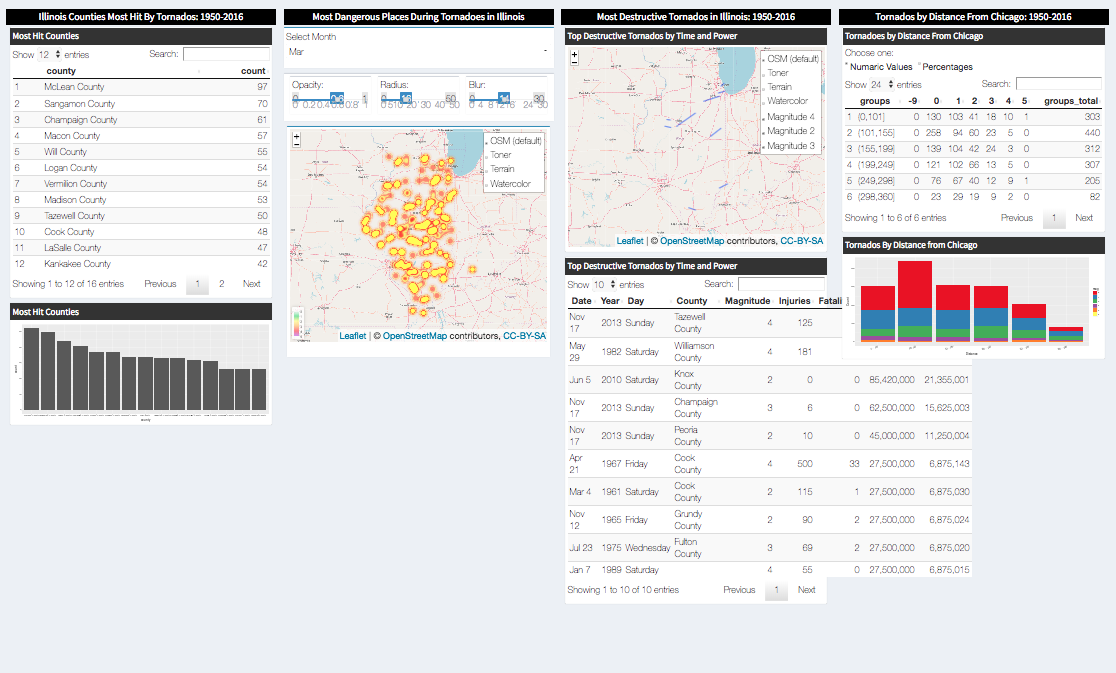 Illinois Counties Most Hit By Tornados: 1950-2016
Most Hit Counties
Show 12 entries Search:
county count
1 McLean County 97
2 Sangamon County 70
3 Champaign County 61
4 Macon County 57
5 Will County 55
6 Logan County 54
7 Vermilion County 54
8 Madison County 53
9 Tazewell County 50
10 Cook County 48
11 LaSalle County 47
12 Kankakee County 42
Showing 1 to 12 of 16 entries Previous 1 2 Next
Most Hit Counties
Most Dangerous Places During Tornadoes in Illinois
Select Month
Mar
Opacity: Radius: Blur:
+
−
OSM (default)
Toner
Terrain
Watercolor
Leaflet | © OpenStreetMap contributors, CC-BY-SA
Most Destructive Tornados in Illinois: 1950-2016
Top Destructive Tornados by Time and Power
+
−
OSM (default)
Toner
Terrain
Watercolor
Magnitude 4
Magnitude 2
Magnitude 3
Leaflet | © OpenStreetMap contributors, CC-BY-SA
Top Destructive Tornados by Time and Power
Show 10 entries Search:
Date Year Day County Magnitude Injuries Fatali
Nov 17 2013 Sunday Tazewell County 4 125
May 29 1982 Saturday Williamson County 4 181
Jun 5 2010 Saturday Knox County 2 0 0 85,420,000 21,355,001
Nov 17 2013 Sunday Champaign County 3 6 0 62,500,000 15,625,003
Nov 17 2013 Sunday Peoria County 2 10 0 45,000,000 11,250,004
Apr 21 1967 Friday Cook County 4 500 33 27,500,000 6,875,143
Mar 4 1961 Saturday Cook County 2 115 1 27,500,000 6,875,030
Nov 12 1965 Friday Grundy County 2 90 2 27,500,000 6,875,024
Jul 23 1975 Wednesday Fulton County 3 69 2 27,500,000 6,875,020
Jan 7 1989 Saturday 4 55 0 27,500,000 6,875,015
Showing 1 to 10 of 10 entries Previous 1 Next
Tornados by Distance From Chicago: 1950-2016
Tornadoes by Distance From Chicago
Choose one:
Numaric Values Percentages
Show 24 entries Search:
groups -9 0 1 2 3 4 5 groups_total
1 (0,101] 0 130 103 41 18 10 1 303
2 (101,155] 0 258 94 60 23 5 0 440
3 (155,199] 0 139 104 42 24 3 0 312
4 (199,249] 0 121 102 66 13 5 0 307
5 (249,298] 0 76 67 40 12 9 1 205
6 (298,360] 0 23 29 19 9 2 0 82
Showing 1 to 6 of 6 entries Previous 1 Next
Tornados By Distance from Chicago
Distance